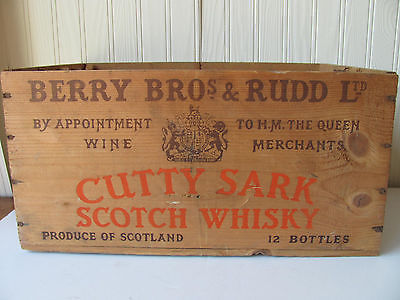 BERRY BROS & RUDD LTD
BY APPOINTMENT TO H.M. THE QUEEN
WINE MERCHANTS
CUTTY SARK
SCOTCH WHISKY
PRODUCE OF SCOTLAND 12 BOTTLES